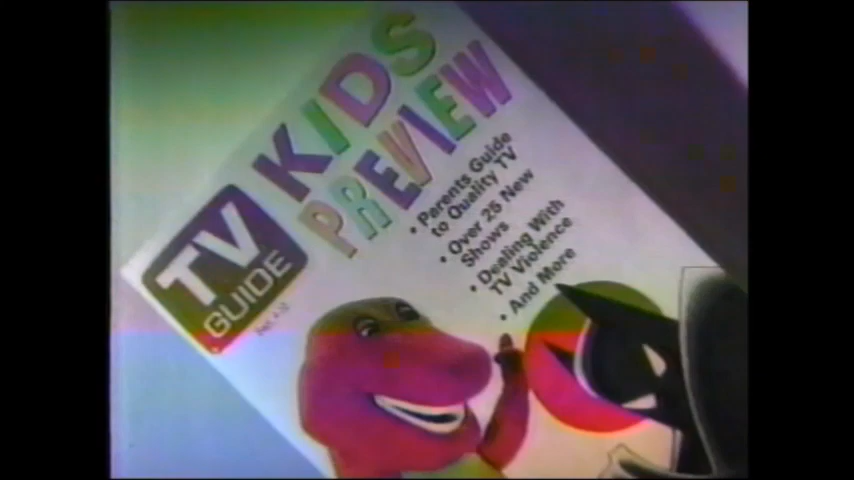 KIDS
PREVIEW
TV
GUIDE
• Parents Guide
to Quality TV
• Over 25 New
Shows
• Dealing With
TV Violence
• And More